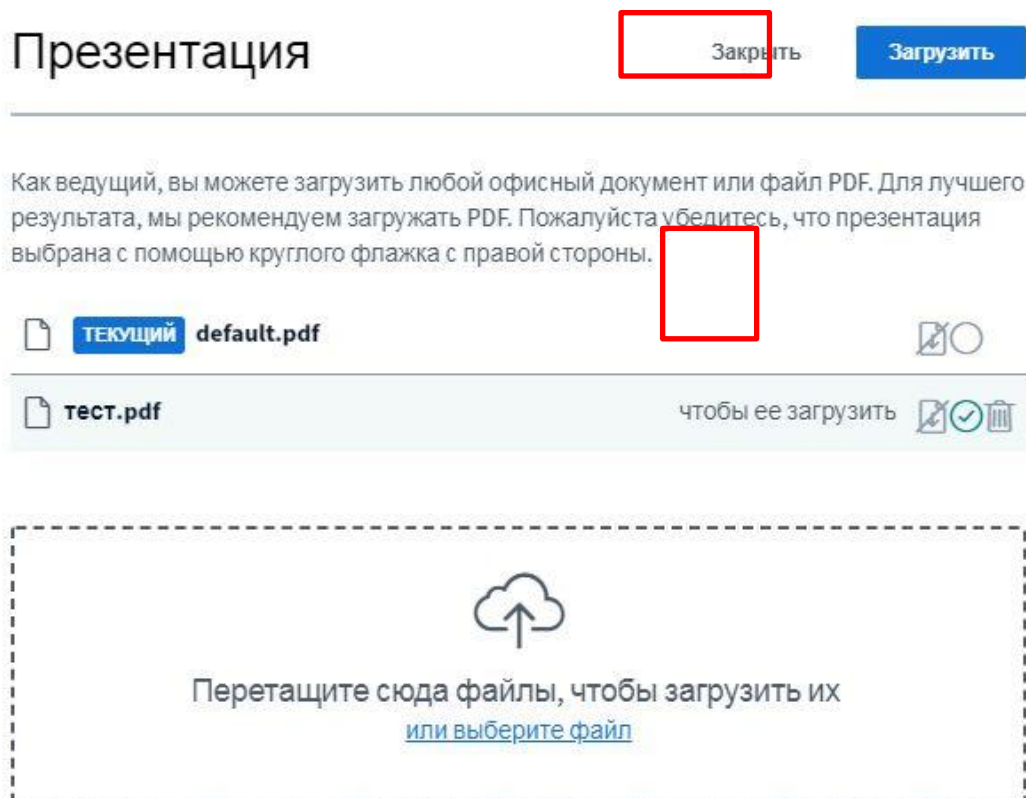 Презентация
Закрыть
Загрузить
Как ведущий, вы можете загрузить любой офисный документ или файл PDF. Для лучшего
результата, мы рекомендуем загружать PDF. Пожалуйста убедитесь, что презентация
выбрана с помощью круглого флажка с правой стороны.
ТЕКУЩИЙ default.pdf
тест.pdf
чтобы ее загрузить
Перетащите сюда файлы, чтобы загрузить их
или выберите файл